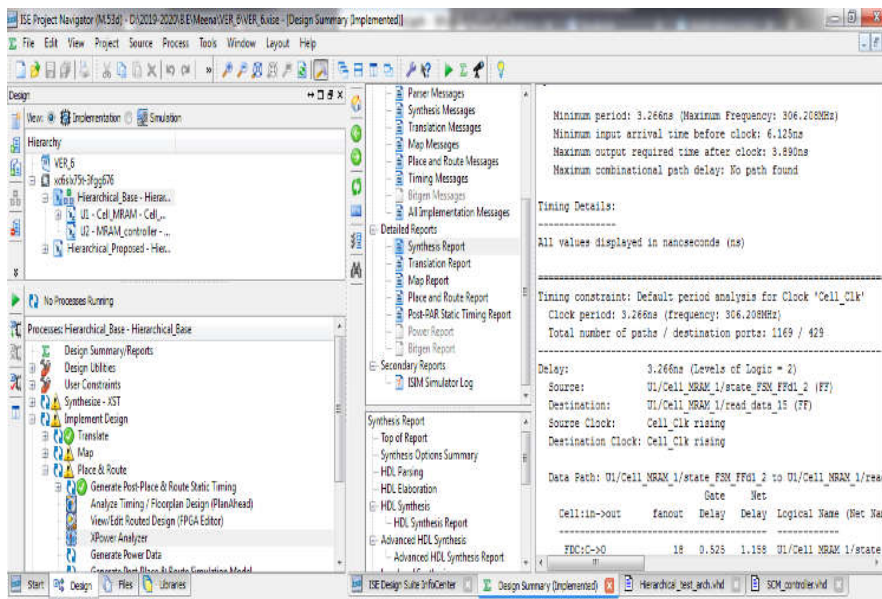 ISE Project Navigator (M.53d) - D:\2019-2020\B.E\Meena\VER_6\VER_6.xise - [Design Summary (Implemented)]
File Edit View Project Source Process Tools Window Layout Help
Design
View: Implementation Simulation
Hierarchy
VER_6
xc6slx75t-3fgg676
Hierarchical_Base - Hierar...
U1 - Cell_MRAM - Cell_...
U2 - MRAM_controller - ...
Hierarchical_Proposed - Hier...
No Processes Running
Processes: Hierarchical_Base - Hierarchical_Base
Design Summary/Reports
Design Utilities
User Constraints
Synthesize - XST
Implement Design
Translate
Map
Place & Route
Generate Post-Place & Route Static Timing
Analyze Timing / Floorplan Design (PlanAhead)
View/Edit Routed Design (FPGA Editor)
XPower Analyzer
Generate Power Data
Generate Post-Place & Route Simulation Model
Parser Messages
Synthesis Messages
Translation Messages
Map Messages
Place and Route Messages
Timing Messages
Bitgen Messages
All Implementation Messages
Detailed Reports
Synthesis Report
Translation Report
Map Report
Place and Route Report
Post-PAR Static Timing Report
Power Report
Bitgen Report
Secondary Reports
ISIM Simulator Log
Synthesis Report
Top of Report
Synthesis Options Summary
HDL Parsing
HDL Elaboration
HDL Synthesis
HDL Synthesis Report
Advanced HDL Synthesis
Advanced HDL Synthesis Report
Minimum period: 3.266ns (Maximum Frequency: 306.208MHz)
Minimum input arrival time before clock: 6.125ns
Maximum output required time after clock: 3.890ns
Maximum combinational path delay: No path found
Timing Details:
---------------
All values displayed in nanoseconds (ns)
Timing constraint: Default period analysis for Clock 'Cell_Clk'
Clock period: 3.266ns (frequency: 306.208MHz)
Total number of paths / destination ports: 1169 / 429
Delay: 3.266ns (Levels of Logic = 2)
Source: U1/Cell_MRAM_1/state_FSM_FFd1_2 (FF)
Destination: U1/Cell_MRAM_1/read_data_15 (FF)
Source Clock: Cell_Clk rising
Destination Clock: Cell_Clk rising
Data Path: U1/Cell_MRAM_1/state_FSM_FFd1_2 to U1/Cell_MRAM_1/rea
Gate Net
Cell:in->out fanout Delay Delay Logical Name (Net Na
FDC:C->Q 18 0.525 1.158 U1/Cell_MRAM_1/state
Start Design Files Libraries
ISE Design Suite InfoCenter Design Summary (Implemented) Hierarchical_test_arch.vhd SCM_controller.vhd